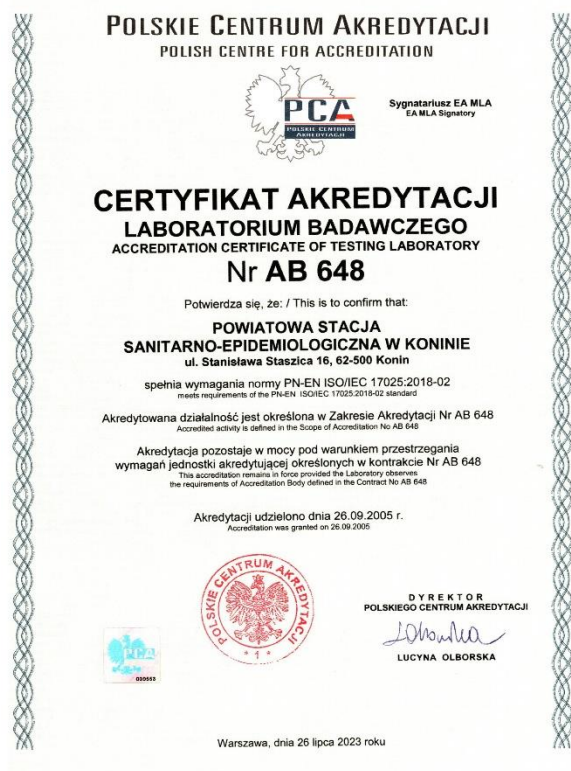 POLSKIE CENTRUM AKREDYTACJI
POLISH CENTRE FOR ACCREDITATION
PCA
POLSKIE CENTRUM
AKREDYTACJI
Sygnatariusz EA MLA
EA MLA Signatory
CERTYFIKAT AKREDYTACJI
LABORATORIUM BADAWCZEGO
ACCREDITATION CERTIFICATE OF TESTING LABORATORY
Nr AB 648
Potwierdza się, że: / This is to confirm that:
POWIATOWA STACJA
SANITARNO-EPIDEMIOLOGICZNA W KONINIE
ul. Stanisława Staszica 16, 62-500 Konin
spełnia wymagania normy PN-EN ISO/IEC 17025:2018-02
meets requirements of the PN-EN ISO/IEC 17025:2018-02 standard
Akredytowana działalność jest określona w Zakresie Akredytacji Nr AB 648
Accredited activity is defined in the Scope of Accreditation No AB 648
Akredytacja pozostaje w mocy pod warunkiem przestrzegania
wymagań jednostki akredytującej określonych w kontrakcie Nr AB 648
This accreditation remains in force provided the Laboratory observes
the requirements of Accreditation Body defined in the Contract No AB 648
Akredytacji udzielono dnia 26.09.2005 r.
Accreditation was granted on 26.09.2005
POLSKIE CENTRUM AKREDYTACJI
* 1 *
DYREKTOR
POLSKIEGO CENTRUM AKREDYTACJI
LUCYNA OLBORSKA
PCA
Warszawa, dnia 26 lipca 2023 roku